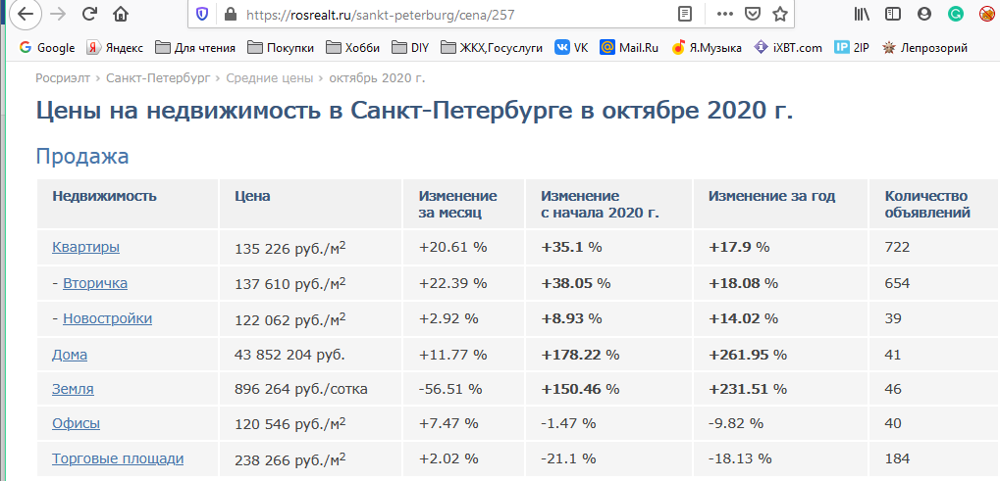 https://rosrealt.ru/sankt-peterburg/cena/257
Google Яндекс Для чтения Покупки Хобби DIY ЖКХ,Госуслуги VK Mail.Ru Я.Музыка iXBT.com IP 2IP Лепрозорий
Росриэлт › Санкт-Петербург › Средние цены › октябрь 2020 г.
Цены на недвижимость в Санкт-Петербурге в октябре 2020 г.
Продажа
Недвижимость Цена Изменение за месяц Изменение с начала 2020 г. Изменение за год Количество объявлений
Квартиры 135 226 руб./м² +20.61 % +35.1 % +17.9 % 722
- Вторичка 137 610 руб./м² +22.39 % +38.05 % +18.08 % 654
- Новостройки 122 062 руб./м² +2.92 % +8.93 % +14.02 % 39
Дома 43 852 204 руб. +11.77 % +178.22 % +261.95 % 41
Земля 896 264 руб./сотка -56.51 % +150.46 % +231.51 % 46
Офисы 120 546 руб./м² +7.47 % -1.47 % -9.82 % 40
Торговые площади 238 266 руб./м² +2.02 % -21.1 % -18.13 % 184